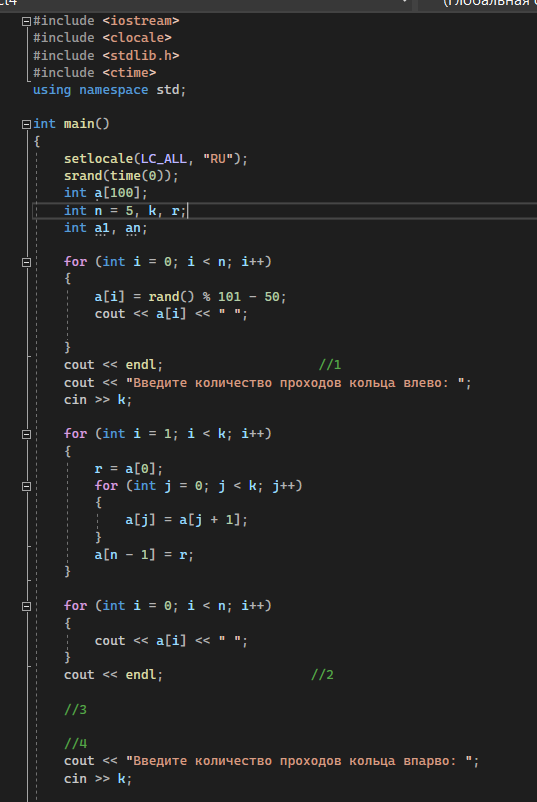 ct4
(Глобальная о
#include <iostream>
#include <clocale>
#include <stdlib.h>
#include <ctime>
using namespace std;
int main()
{
setlocale(LC_ALL, "RU");
srand(time(0));
int a[100];
int n = 5, k, r;
int a1, an;
for (int i = 0; i < n; i++)
{
a[i] = rand() % 101 - 50;
cout << a[i] << " ";
}
cout << endl; //1
cout << "Введите количество проходов кольца влево: ";
cin >> k;
for (int i = 1; i < k; i++)
{
r = a[0];
for (int j = 0; j < k; j++)
{
a[j] = a[j + 1];
}
a[n - 1] = r;
}
for (int i = 0; i < n; i++)
{
cout << a[i] << " ";
}
cout << endl; //2
//3
//4
cout << "Введите количество проходов кольца впарво: ";
cin >> k;